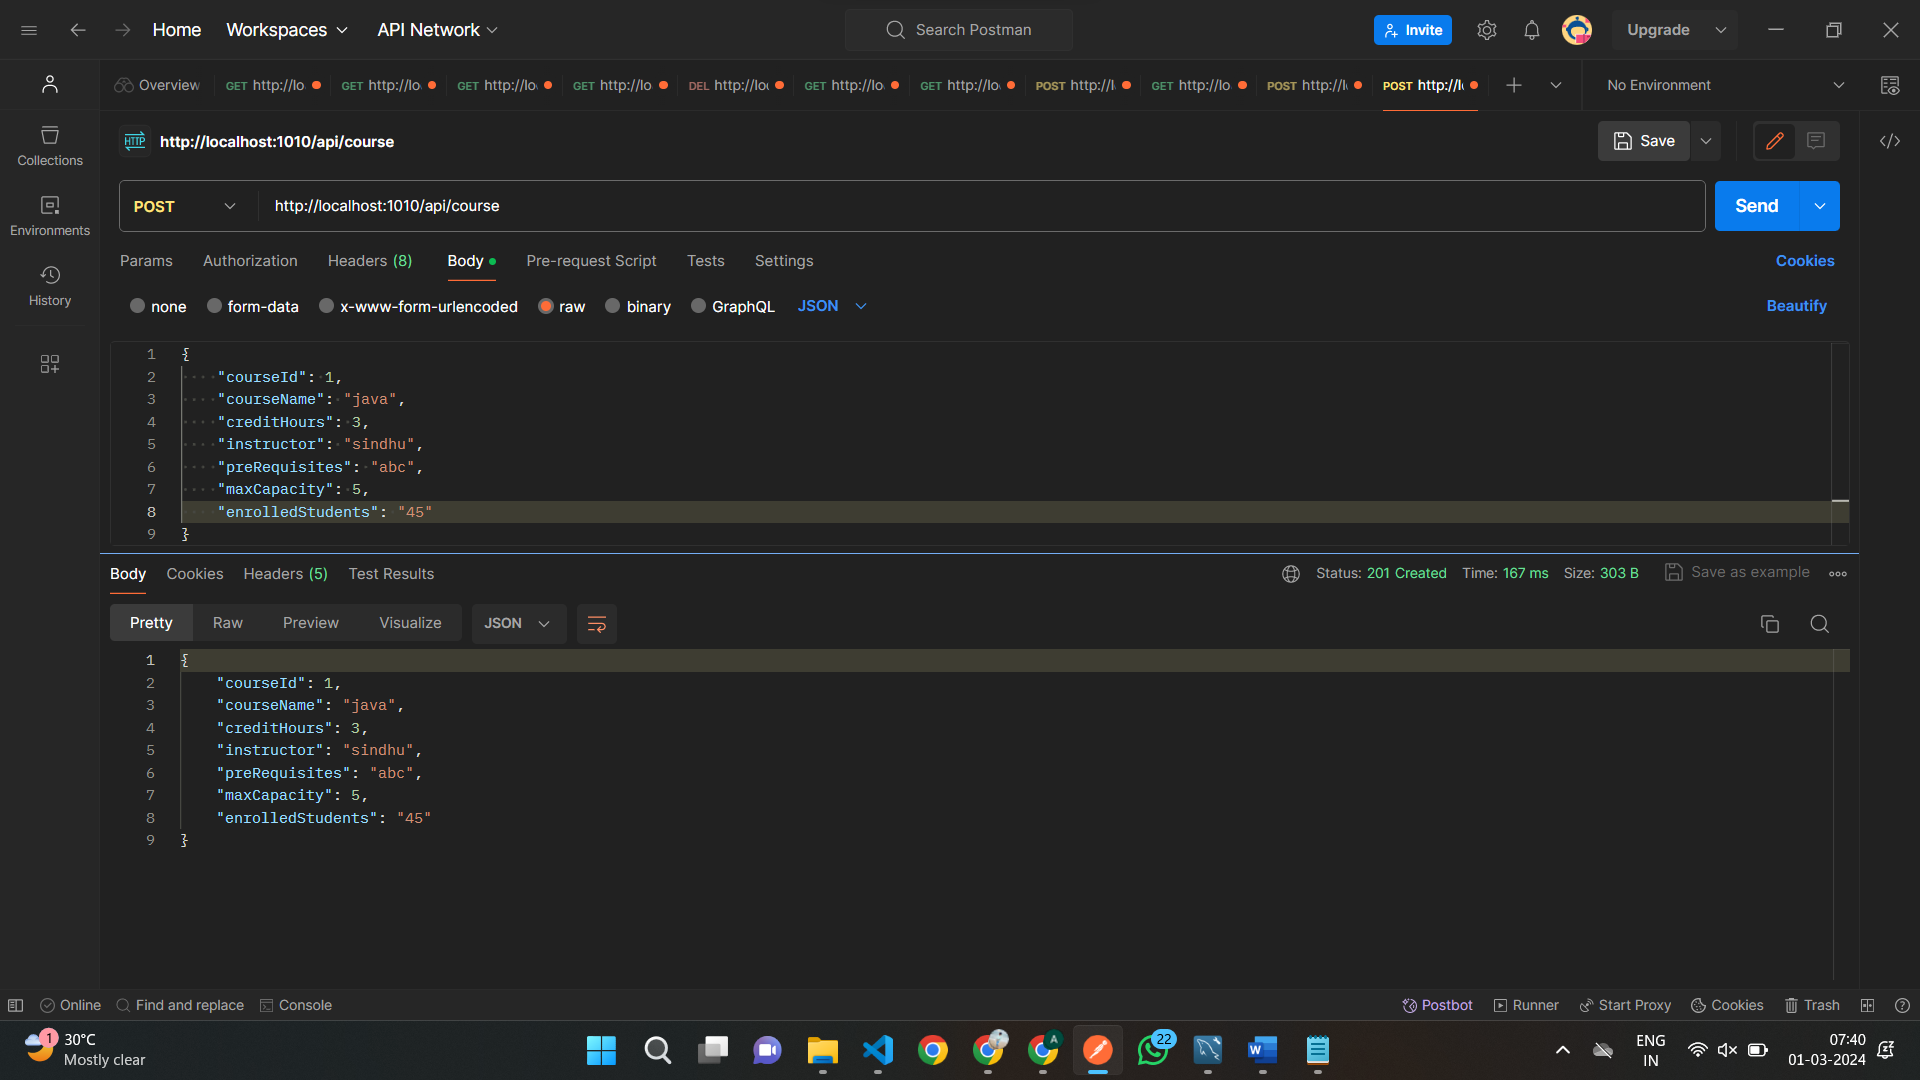 Home Workspaces API Network Search Postman Invite Upgrade
Overview GET http://lo GET http://lo GET http://lo GET http://lo DEL http://lo GET http://lo GET http://lo POST http://l GET http://lo POST http://l POST http://l No Environment
HTTP http://localhost:1010/api/course Save
Collections
POST http://localhost:1010/api/course Send
Environments
Params Authorization Headers (8) Body Pre-request Script Tests Settings Cookies
History
none form-data x-www-form-urlencoded raw binary GraphQL JSON Beautify
1 {
2 "courseId": 1,
3 "courseName": "java",
4 "creditHours": 3,
5 "instructor": "sindhu",
6 "preRequisites": "abc",
7 "maxCapacity": 5,
8 "enrolledStudents": "45"
9 }
Body Cookies Headers (5) Test Results Status: 201 Created Time: 167 ms Size: 303 B Save as example
Pretty Raw Preview Visualize JSON
1 {
2 "courseId": 1,
3 "courseName": "java",
4 "creditHours": 3,
5 "instructor": "sindhu",
6 "preRequisites": "abc",
7 "maxCapacity": 5,
8 "enrolledStudents": "45"
9 }
Online Find and replace Console Postbot Runner Start Proxy Cookies Trash
1 30°C A 22 ENG 07:40
Mostly clear W IN 01-03-2024